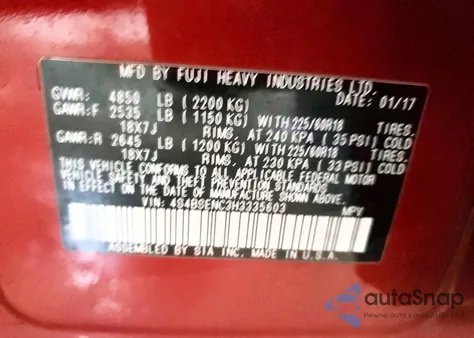 MFD BY FUJI HEAVY INDUSTRIES LTD.
DATE: 01/17
GVWR: 4850 LB (2200 KG)
GAWR:F 2535 LB (1150 KG) WITH 225/60R18 TIRES,
18X7J RIMS, AT 240 KPA (35 PSI) COLD
GAWR:R 2645 LB (1200 KG) WITH 225/60R18 TIRES,
18X7J RIMS, AT 230 KPA (33 PSI) COLD
THIS VEHICLE CONFORMS TO ALL APPLICABLE FEDERAL MOTOR
VEHICLE SAFETY AND THEFT PREVENTION STANDARDS
IN EFFECT ON THE DATE OF MANUFACTURE SHOWN ABOVE.
VIN: 4S4BSENC3H3335603 MPV
ASSEMBLED BY SIA INC. MADE IN U.S.A.
autoSnap